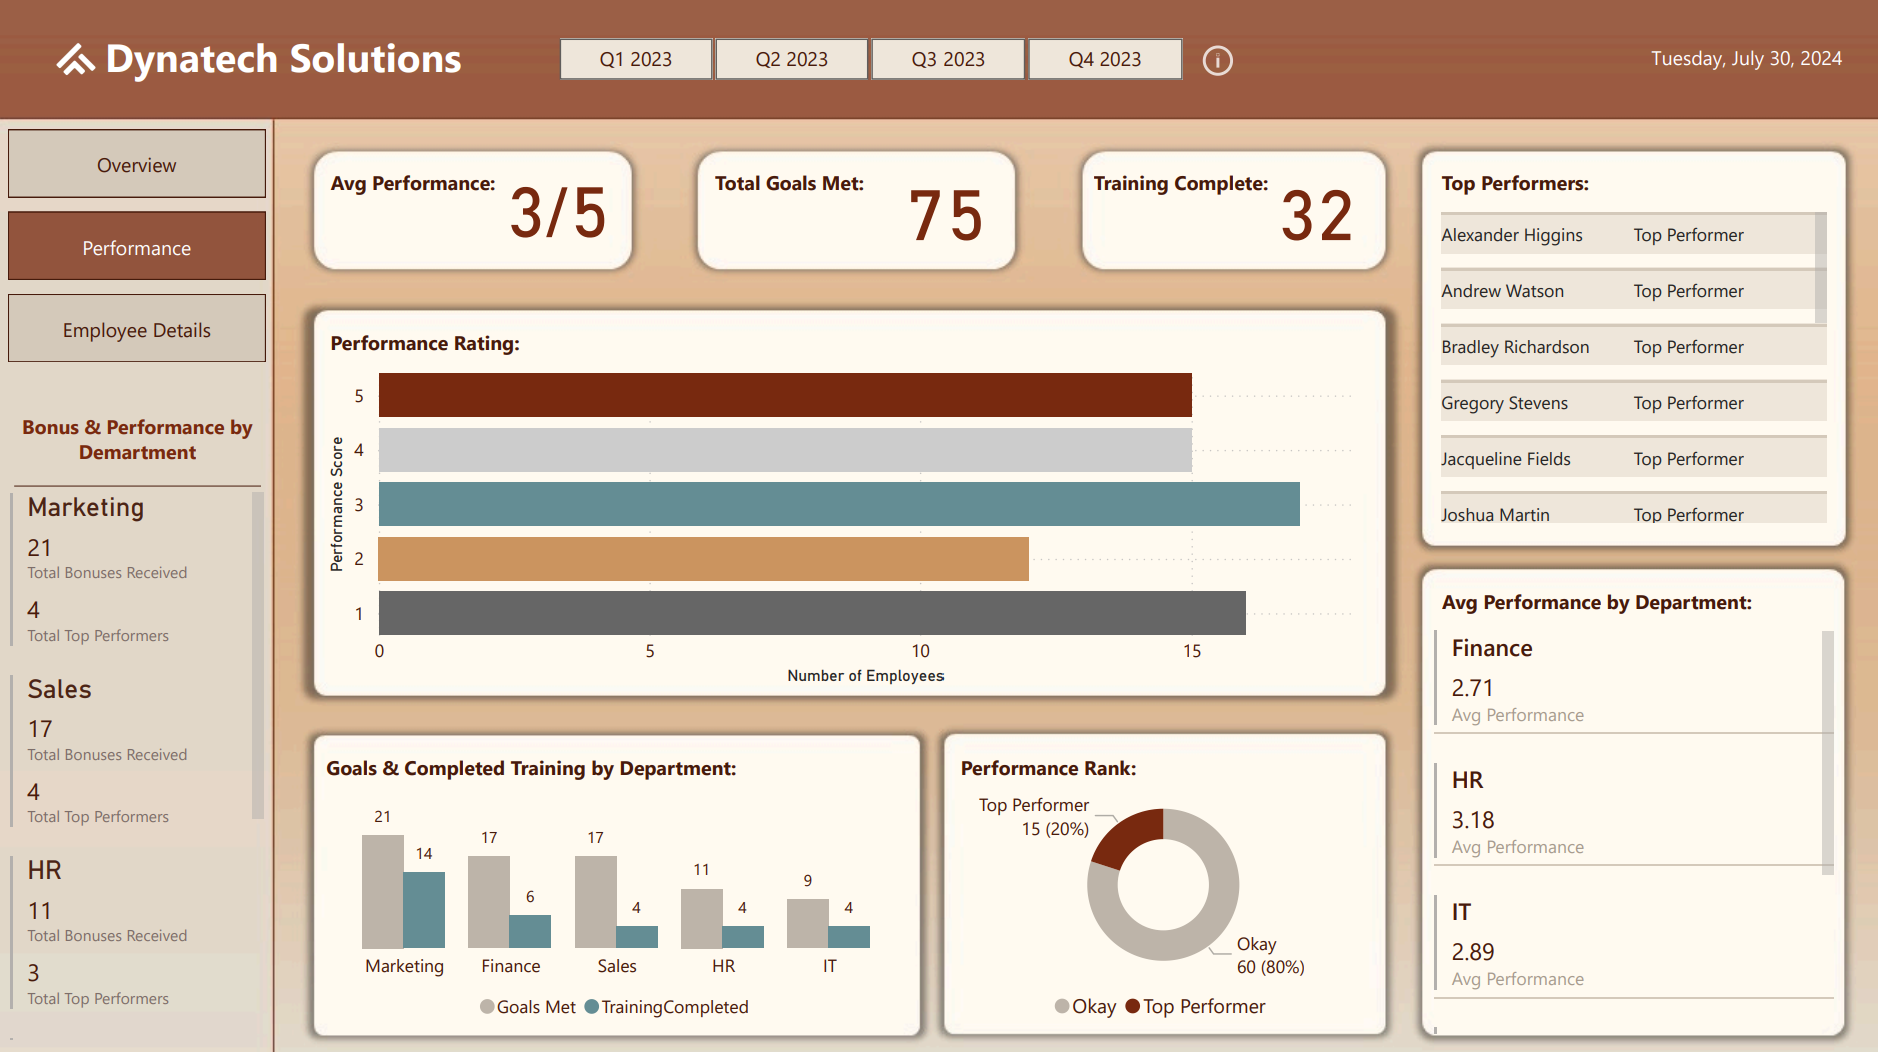 Dynatech Solutions
Q1 2023
Q2 2023
Q3 2023
Q4 2023
Tuesday, July 30, 2024
Overview
Performance
Employee Details
Bonus & Performance by
Demartment
Marketing
21
Total Bonuses Received
4
Total Top Performers
Sales
17
Total Bonuses Received
4
Total Top Performers
HR
11
Total Bonuses Received
3
Total Top Performers
Avg Performance:
3/5
Total Goals Met:
75
Training Complete:
32
Performance Rating:
Performance Score
5
4
3
2
1
0
5
10
15
Number of Employees
Goals & Completed Training by Department:
21
14
17
6
17
4
11
4
9
4
Marketing
Finance
Sales
HR
IT
Goals Met
TrainingCompleted
Performance Rank:
Top Performer
15 (20%)
Okay
60 (80%)
Okay
Top Performer
Top Performers:
Alexander Higgins Top Performer
Andrew Watson Top Performer
Bradley Richardson Top Performer
Gregory Stevens Top Performer
Jacqueline Fields Top Performer
Joshua Martin Top Performer
Avg Performance by Department:
Finance
2.71
Avg Performance
HR
3.18
Avg Performance
IT
2.89
Avg Performance